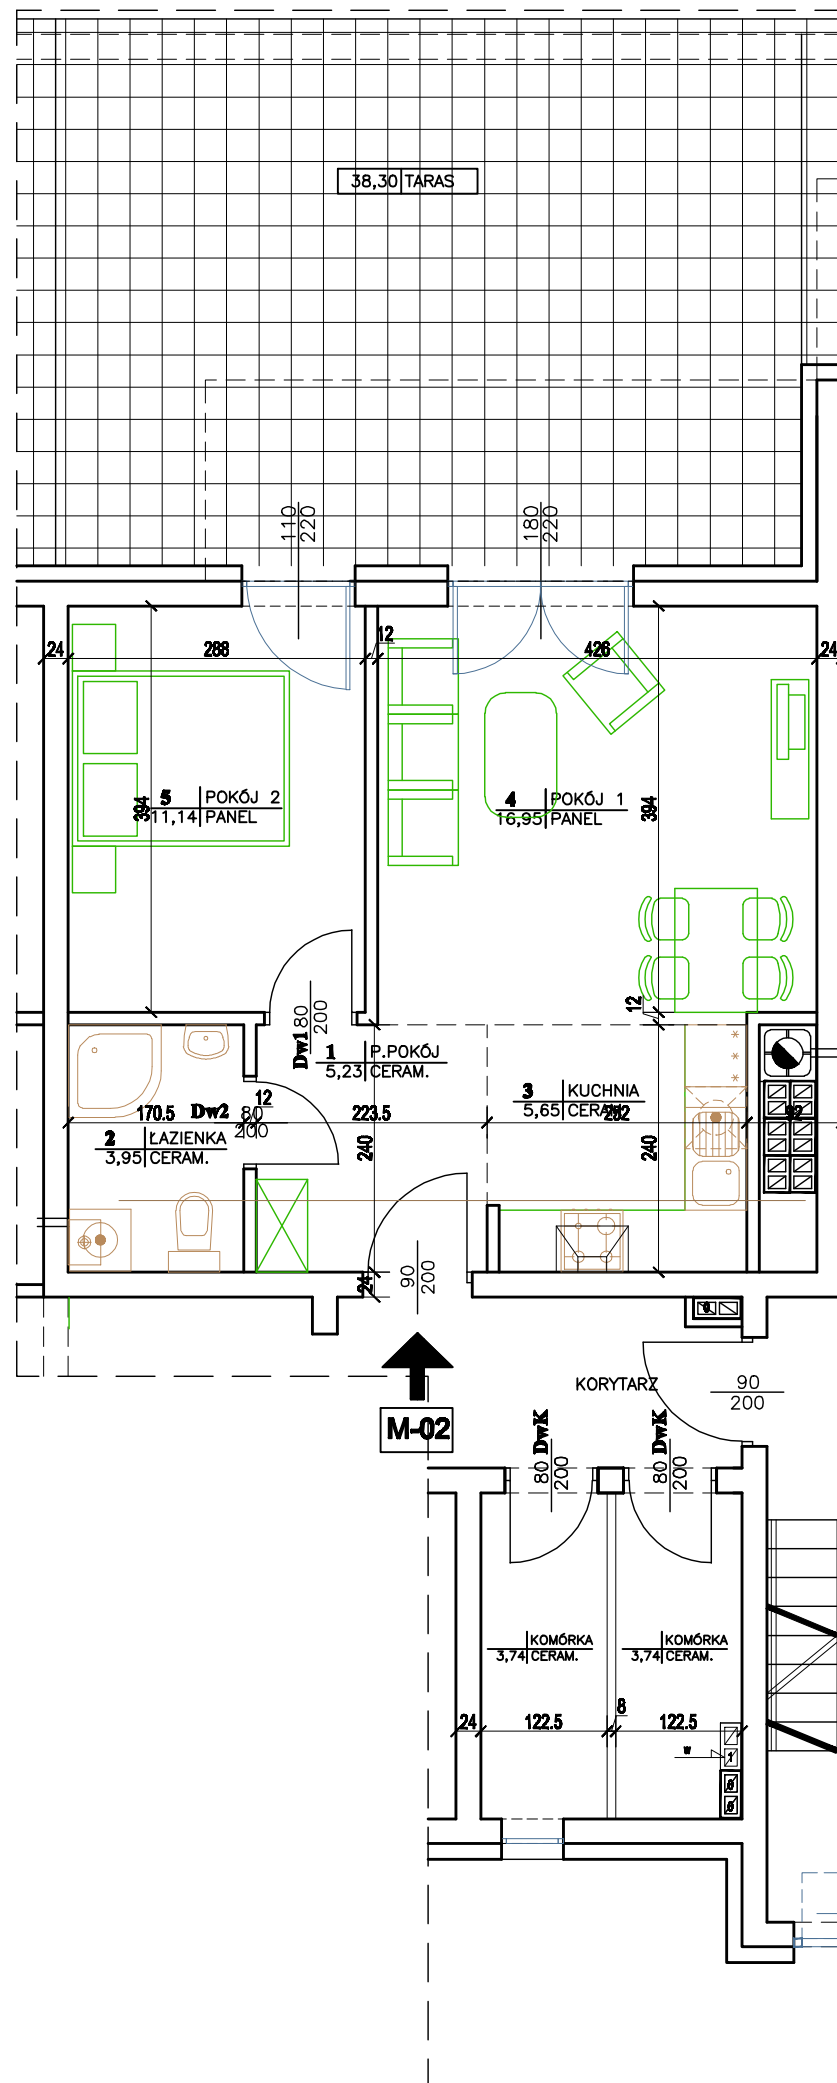 38,30 TARAS
110
220
180
220
24
288
12
426
24
394
5 POKÓJ 2
11,14 PANEL
4 POKÓJ 1
16,95 PANEL
394
12
Dw1 80
200
1 P.POKÓJ
5,23 CERAM.
3 KUCHNIA
5,65 CERAM.
170.5
Dw2 80
200
12
223.5
2 ŁAZIENKA
3,95 CERAM.
240
240
24
90
200
M-02
KORYTARZ
90
200
80 DwK
200
80 DwK
200
KOMÓRKA
3,74 CERAM.
KOMÓRKA
3,74 CERAM.
24
122.5
8
122.5
w
1